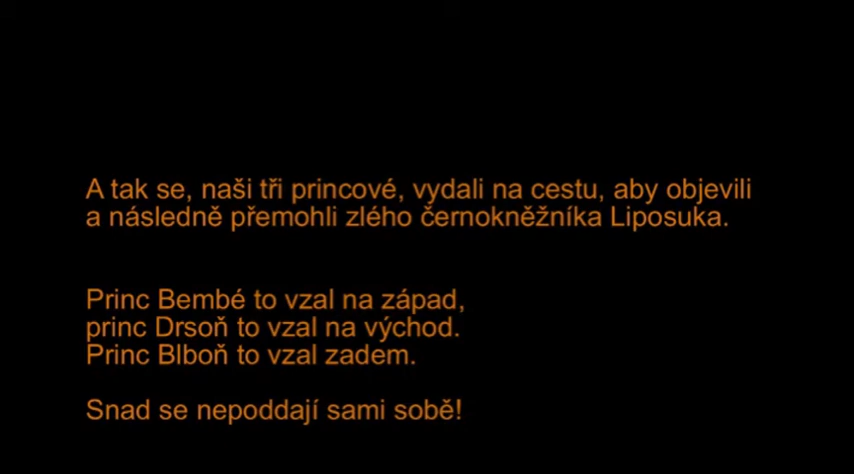 A tak se, naši tři princové, vydali na cestu, aby objevili
a následně přemohli zlého černokněžníka Liposuka.
Princ Bembé to vzal na západ,
princ Drsoň to vzal na východ.
Princ Blboň to vzal zadem.
Snad se nepoddají sami sobě!